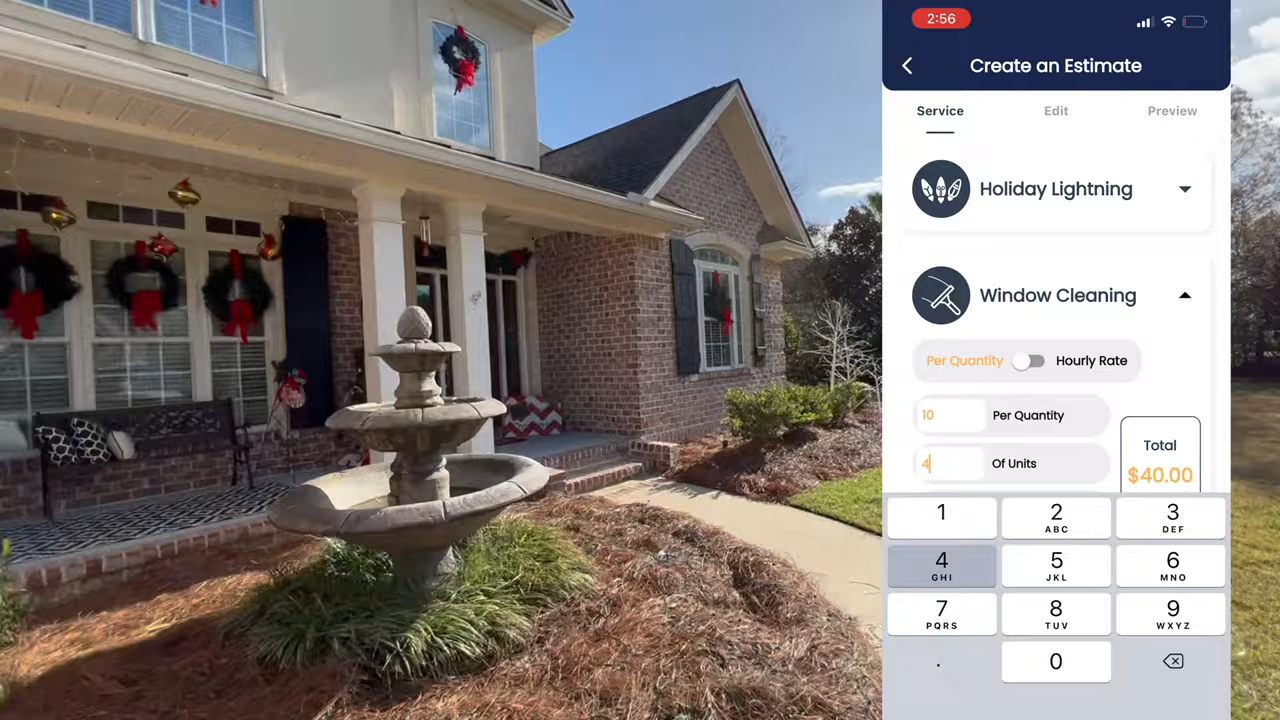 2:56
Create an Estimate
Service Edit Preview
Holiday Lightning
Window Cleaning
Per Quantity Hourly Rate
10 Per Quantity
Total
4 Of Units
$40.00
1 2 3
ABC DEF
4 5 6
GHI JKL MNO
7 8 9
PQRS TUV WXYZ
. 0